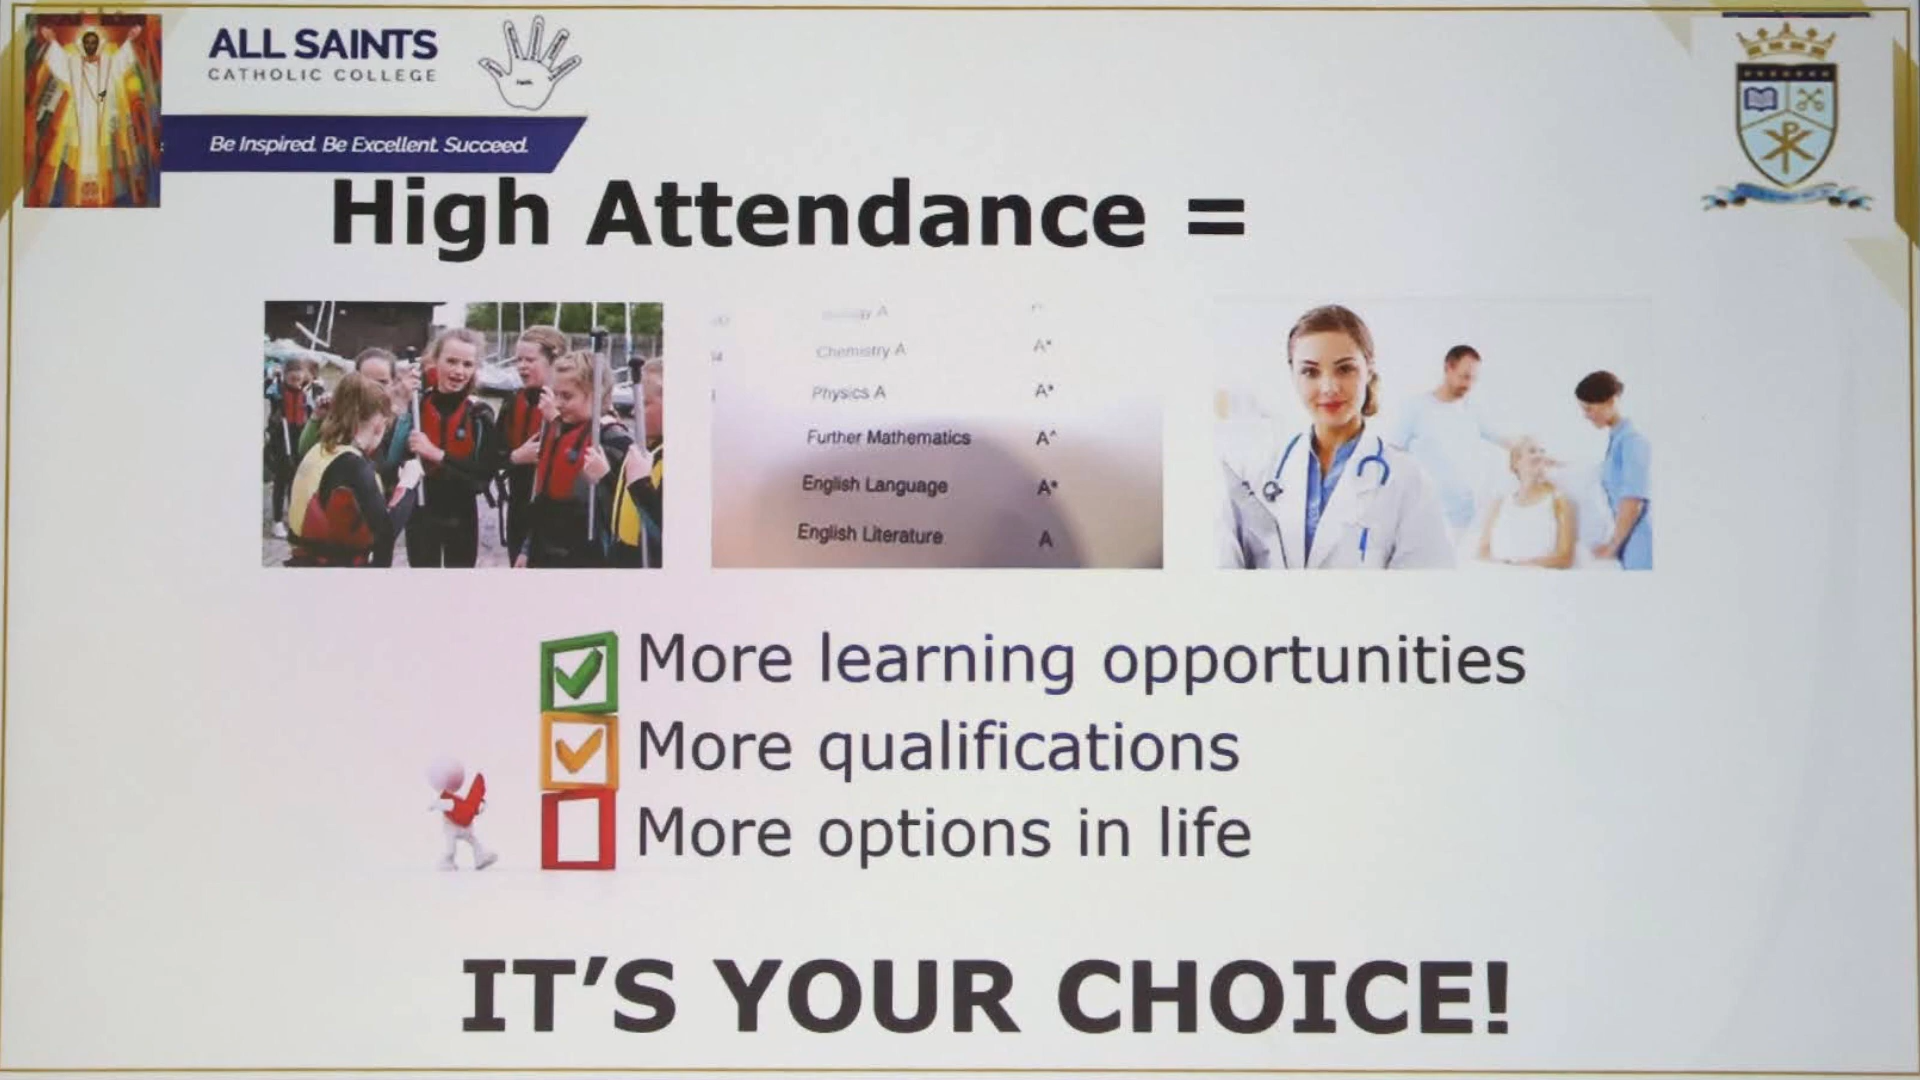 ALL SAINTS
CATHOLIC COLLEGE
Be Inspired. Be Excellent. Succeed.
High Attendance =
Chemistry A A*
Physics A A*
Further Mathematics A*
English Language A*
English Literature A
More learning opportunities
More qualifications
More options in life
IT'S YOUR CHOICE!